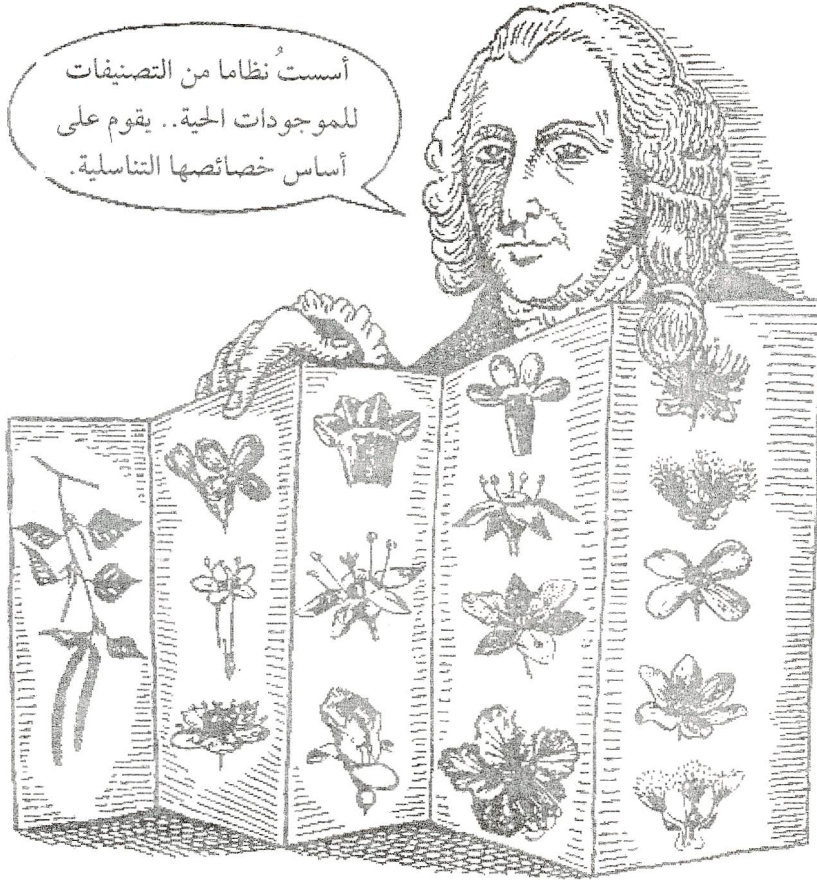 أسستُ نظاما من التصنيفات
للموجودات الحية.. يقوم على
أساس خصائصها التناسلية.